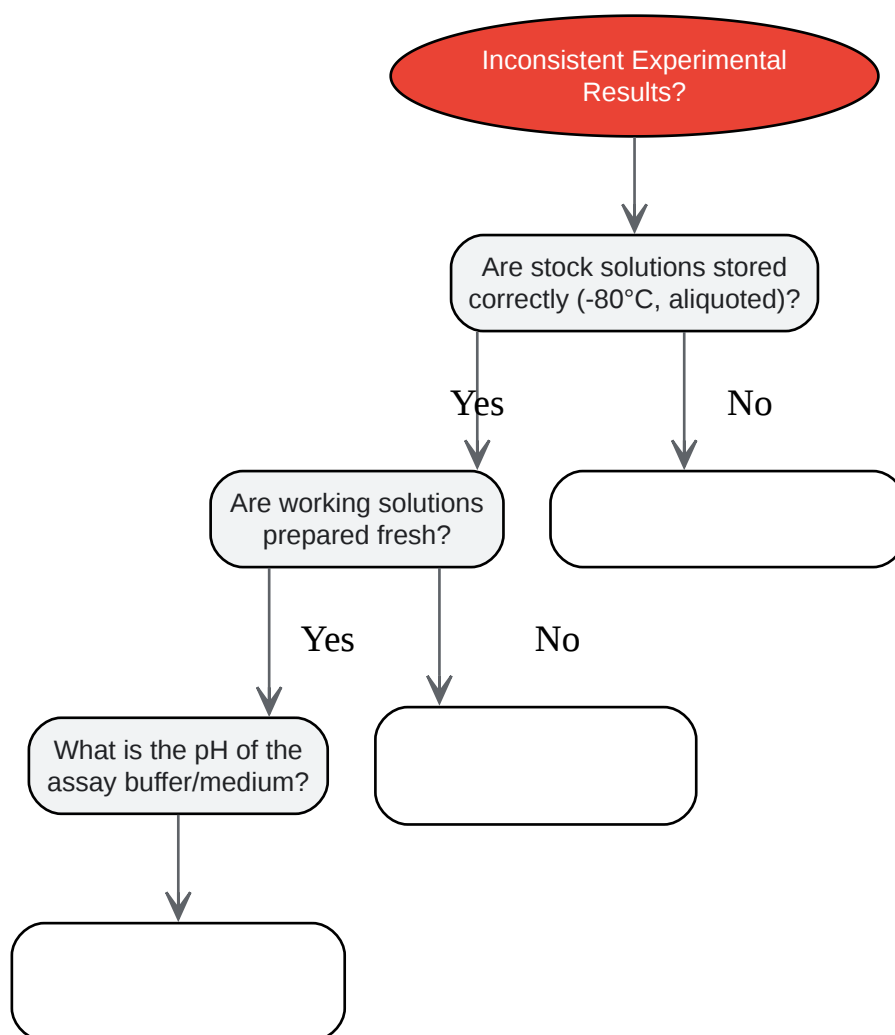 Inconsistent Experimental
Results?
Are stock solutions stored
correctly (-80°C, aliquoted)?
Yes
No
Are working solutions
prepared fresh?
Yes
No
What is the pH of the
assay buffer/medium?